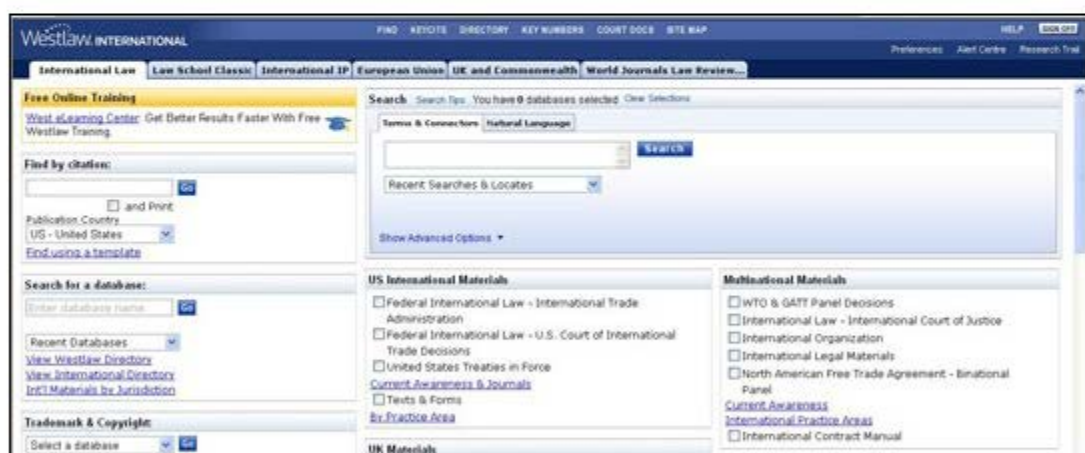 Westlaw. INTERNATIONAL
FIND KEYCITE DIRECTORY KEY NUMBERS COURT DOCS SITE MAP
HELP SIGN OFF
Preferences Alert Centre Research Trail
International Law Law School Classic International IP European Union UK and Commonwealth World Journals Law Review...
Free Online Training
West eLearning Center Get Better Results Faster With Free
Westlaw Training.
Find by citation:
Go
and Print
Publication Country
US - United States
Find using a template
Search for a database:
Enter database name Go
Recent Databases
View Westlaw Directory
View International Directory
Int'l Materials by Jurisdiction
Trademark & Copyright
Select a database Go
Search Search Tips You have 0 databases selected Clear Selections
Terms & Connectors Natural Language
Search
Recent Searches & Locates
Show Advanced Options
US International Materials
Federal International Law - International Trade
Administration
Federal International Law - U.S. Court of International
Trade Decisions
United States Treaties in Force
Current Awareness & Journals
Texts & Forms
By Practice Area
UK Materials
Multinational Materials
WTO & GATT Panel Decisions
International Law - International Court of Justice
International Organization
International Legal Materials
North American Free Trade Agreement - Binational
Panel
Current Awareness
International Practice Areas
International Contract Manual